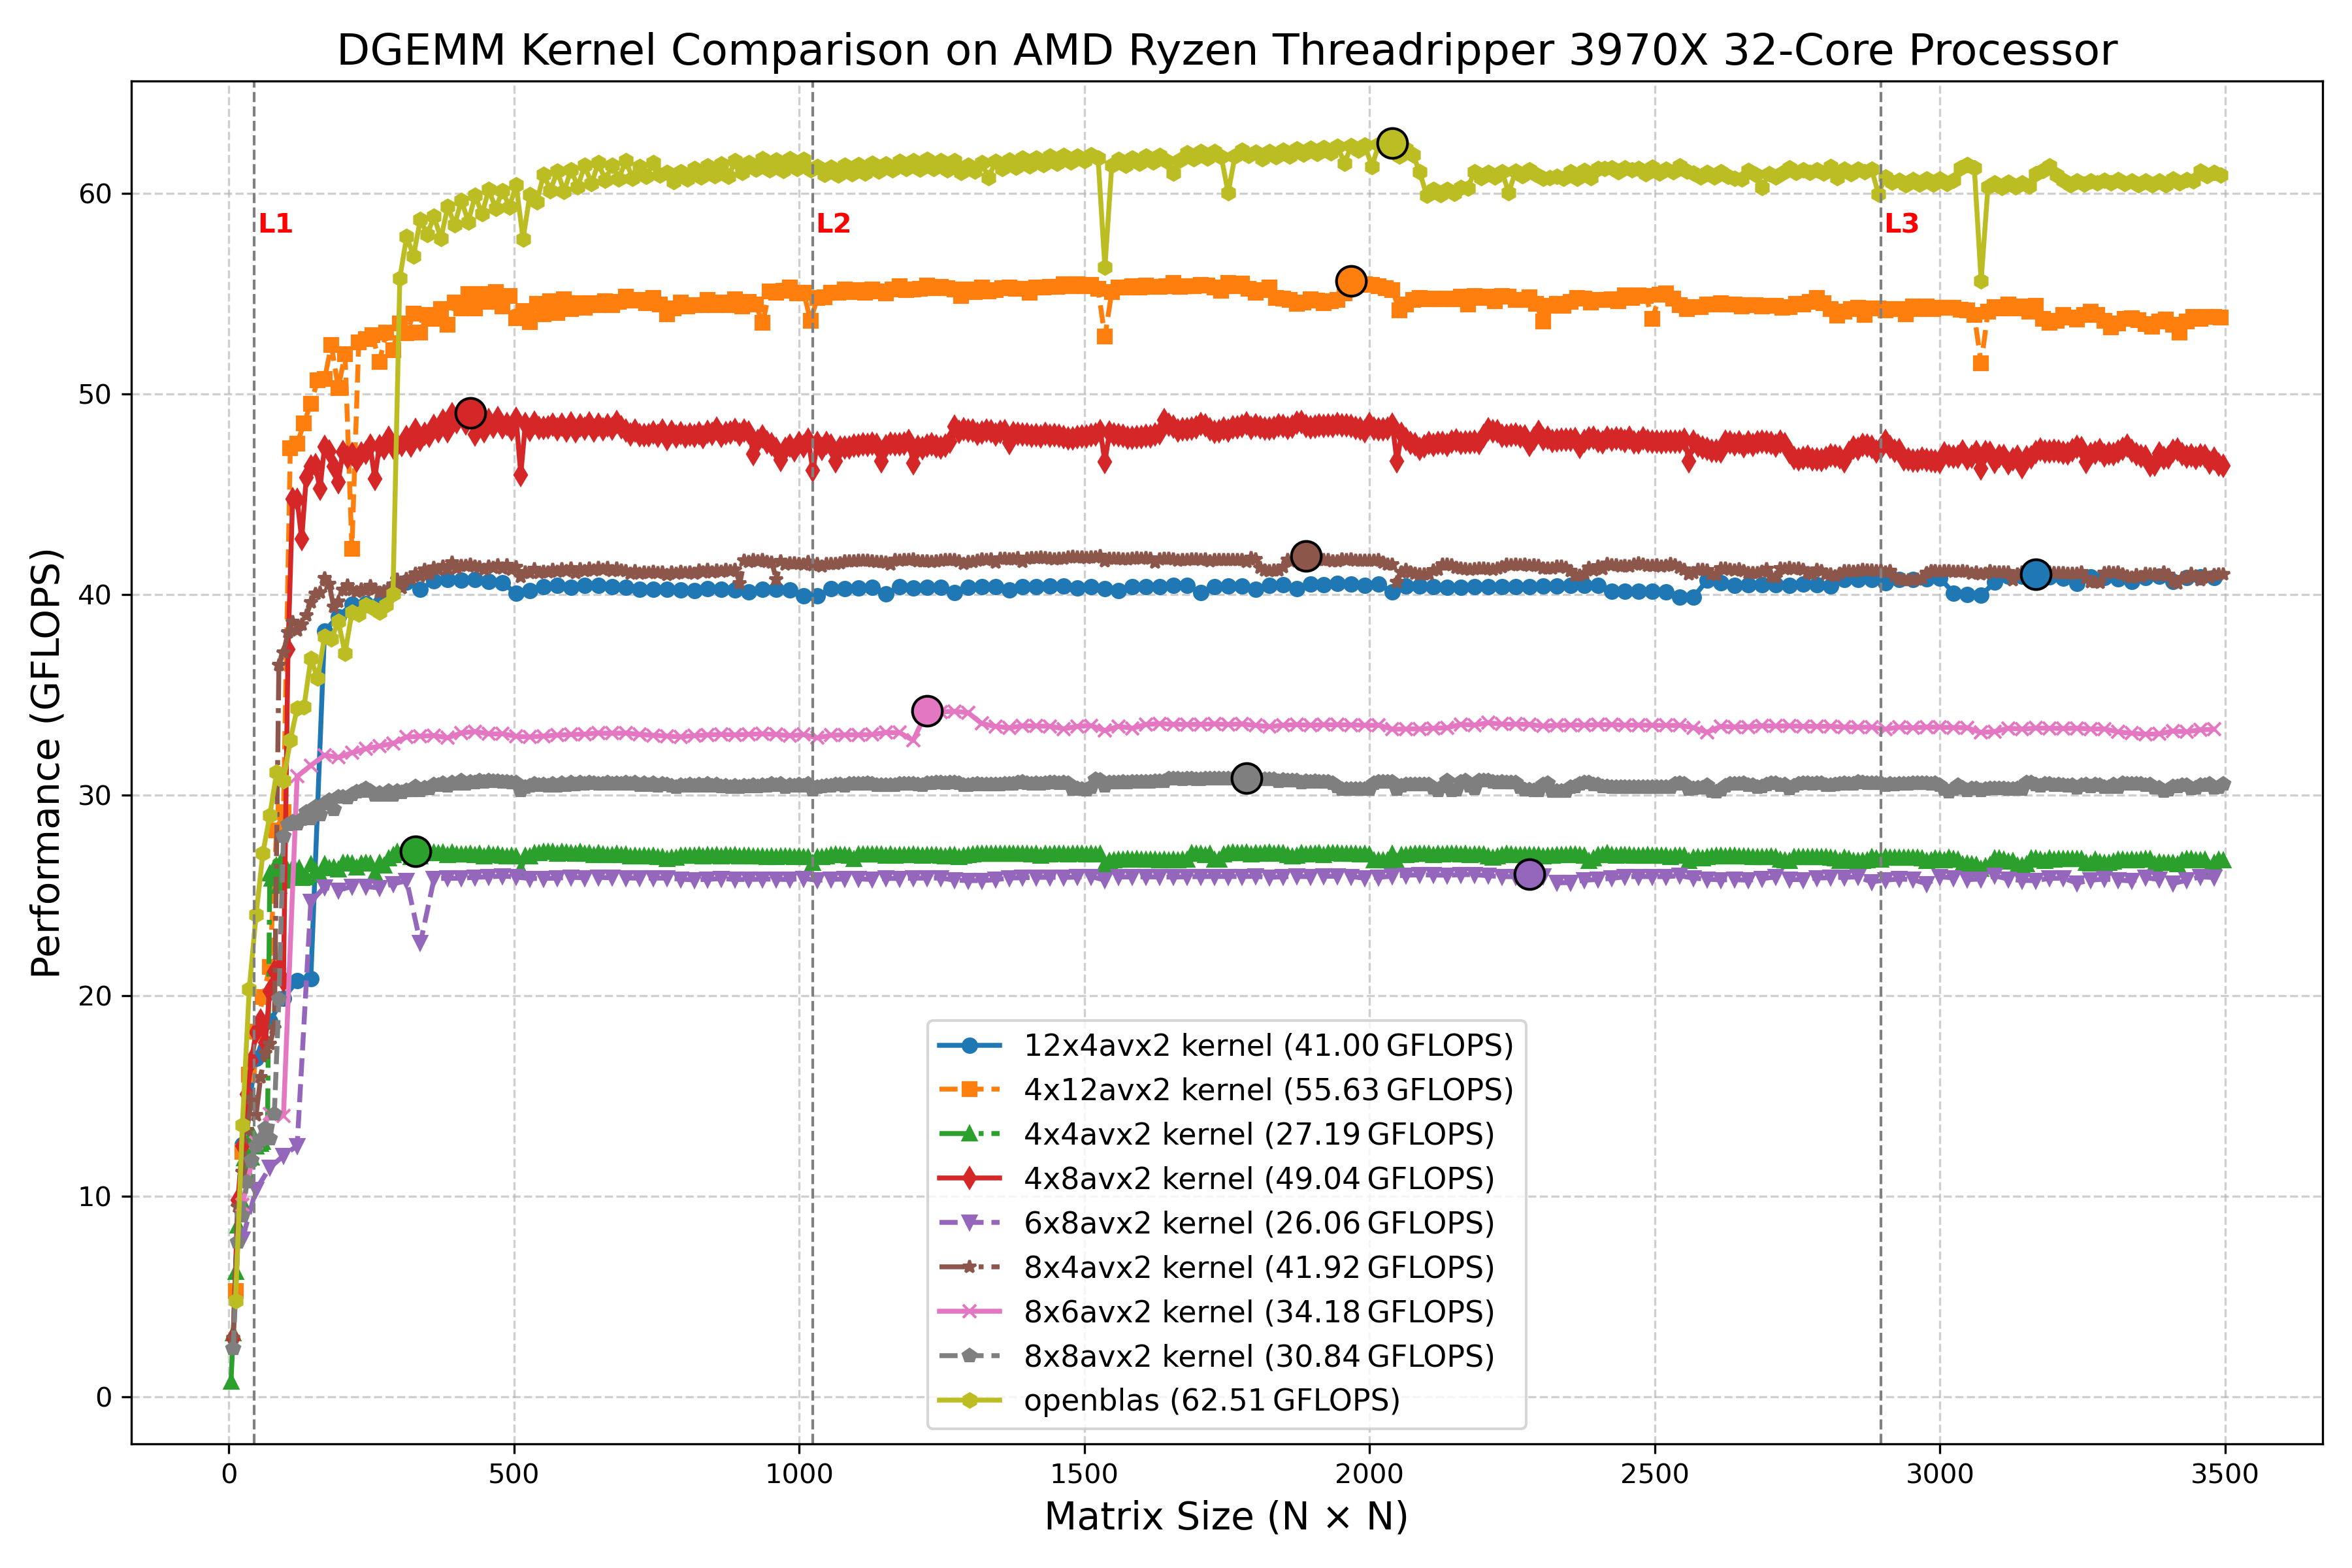 DGEMM Kernel Comparison on AMD Ryzen Threadripper 3970X 32-Core Processor
Performance (GFLOPS)
60
50
40
30
20
10
0
L1
L2
L3
12x4avx2 kernel (41.00 GFLOPS)
4x12avx2 kernel (55.63 GFLOPS)
4x4avx2 kernel (27.19 GFLOPS)
4x8avx2 kernel (49.04 GFLOPS)
6x8avx2 kernel (26.06 GFLOPS)
8x4avx2 kernel (41.92 GFLOPS)
8x6avx2 kernel (34.18 GFLOPS)
8x8avx2 kernel (30.84 GFLOPS)
openblas (62.51 GFLOPS)
0 500 1000 1500 2000 2500 3000 3500
Matrix Size (N × N)